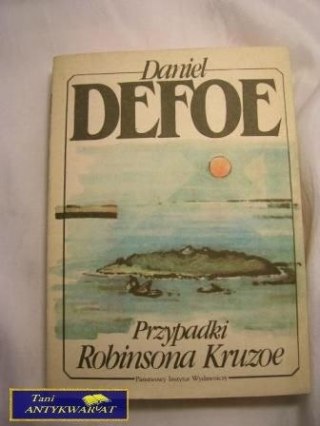 Daniel
DEFOE
Przypadki
Robinsona Kruzoe
Państwowy Instytut Wydawniczy
Tani
ANTYKWARYAT